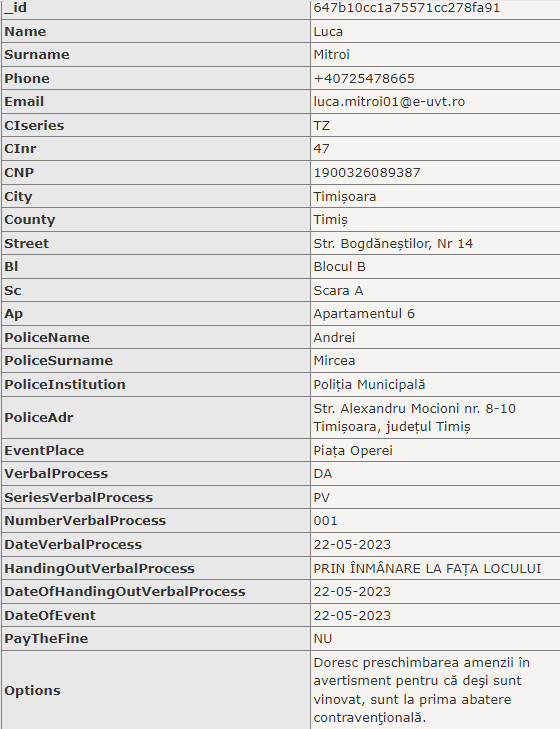 _id 647b10cc1a75571cc278fa91
Name Luca
Surname Mitroi
Phone +40725478665
Email luca.mitroi01@e-uvt.ro
CIseries TZ
CInr 47
CNP 1900326089387
City Timișoara
County Timiș
Street Str. Bogdăneștilor, Nr 14
Bl Blocul B
Sc Scara A
Ap Apartamentul 6
PoliceName Andrei
PoliceSurname Mircea
PoliceInstitution Poliția Municipală
PoliceAdr Str. Alexandru Mocioni nr. 8-10
Timișoara, județul Timiș
EventPlace Piața Operei
VerbalProcess DA
SeriesVerbalProcess PV
NumberVerbalProcess 001
DateVerbalProcess 22-05-2023
HandingOutVerbalProcess PRIN ÎNMÂNARE LA FAȚA LOCULUI
DateOfHandingOutVerbalProcess 22-05-2023
DateOfEvent 22-05-2023
PayTheFine NU
Options Doresc preschimbarea amenzii în
avertisment pentru că deşi sunt
vinovat, sunt la prima abatere
contravenţională.